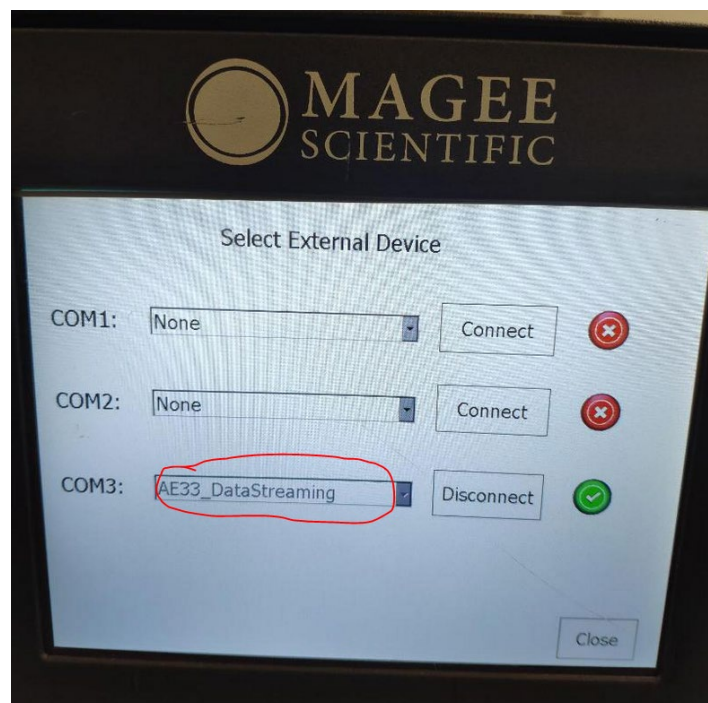 MAGEE
SCIENTIFIC
Select External Device
COM1: None Connect
COM2: None Connect
COM3: AE33_DataStreaming Disconnect
Close